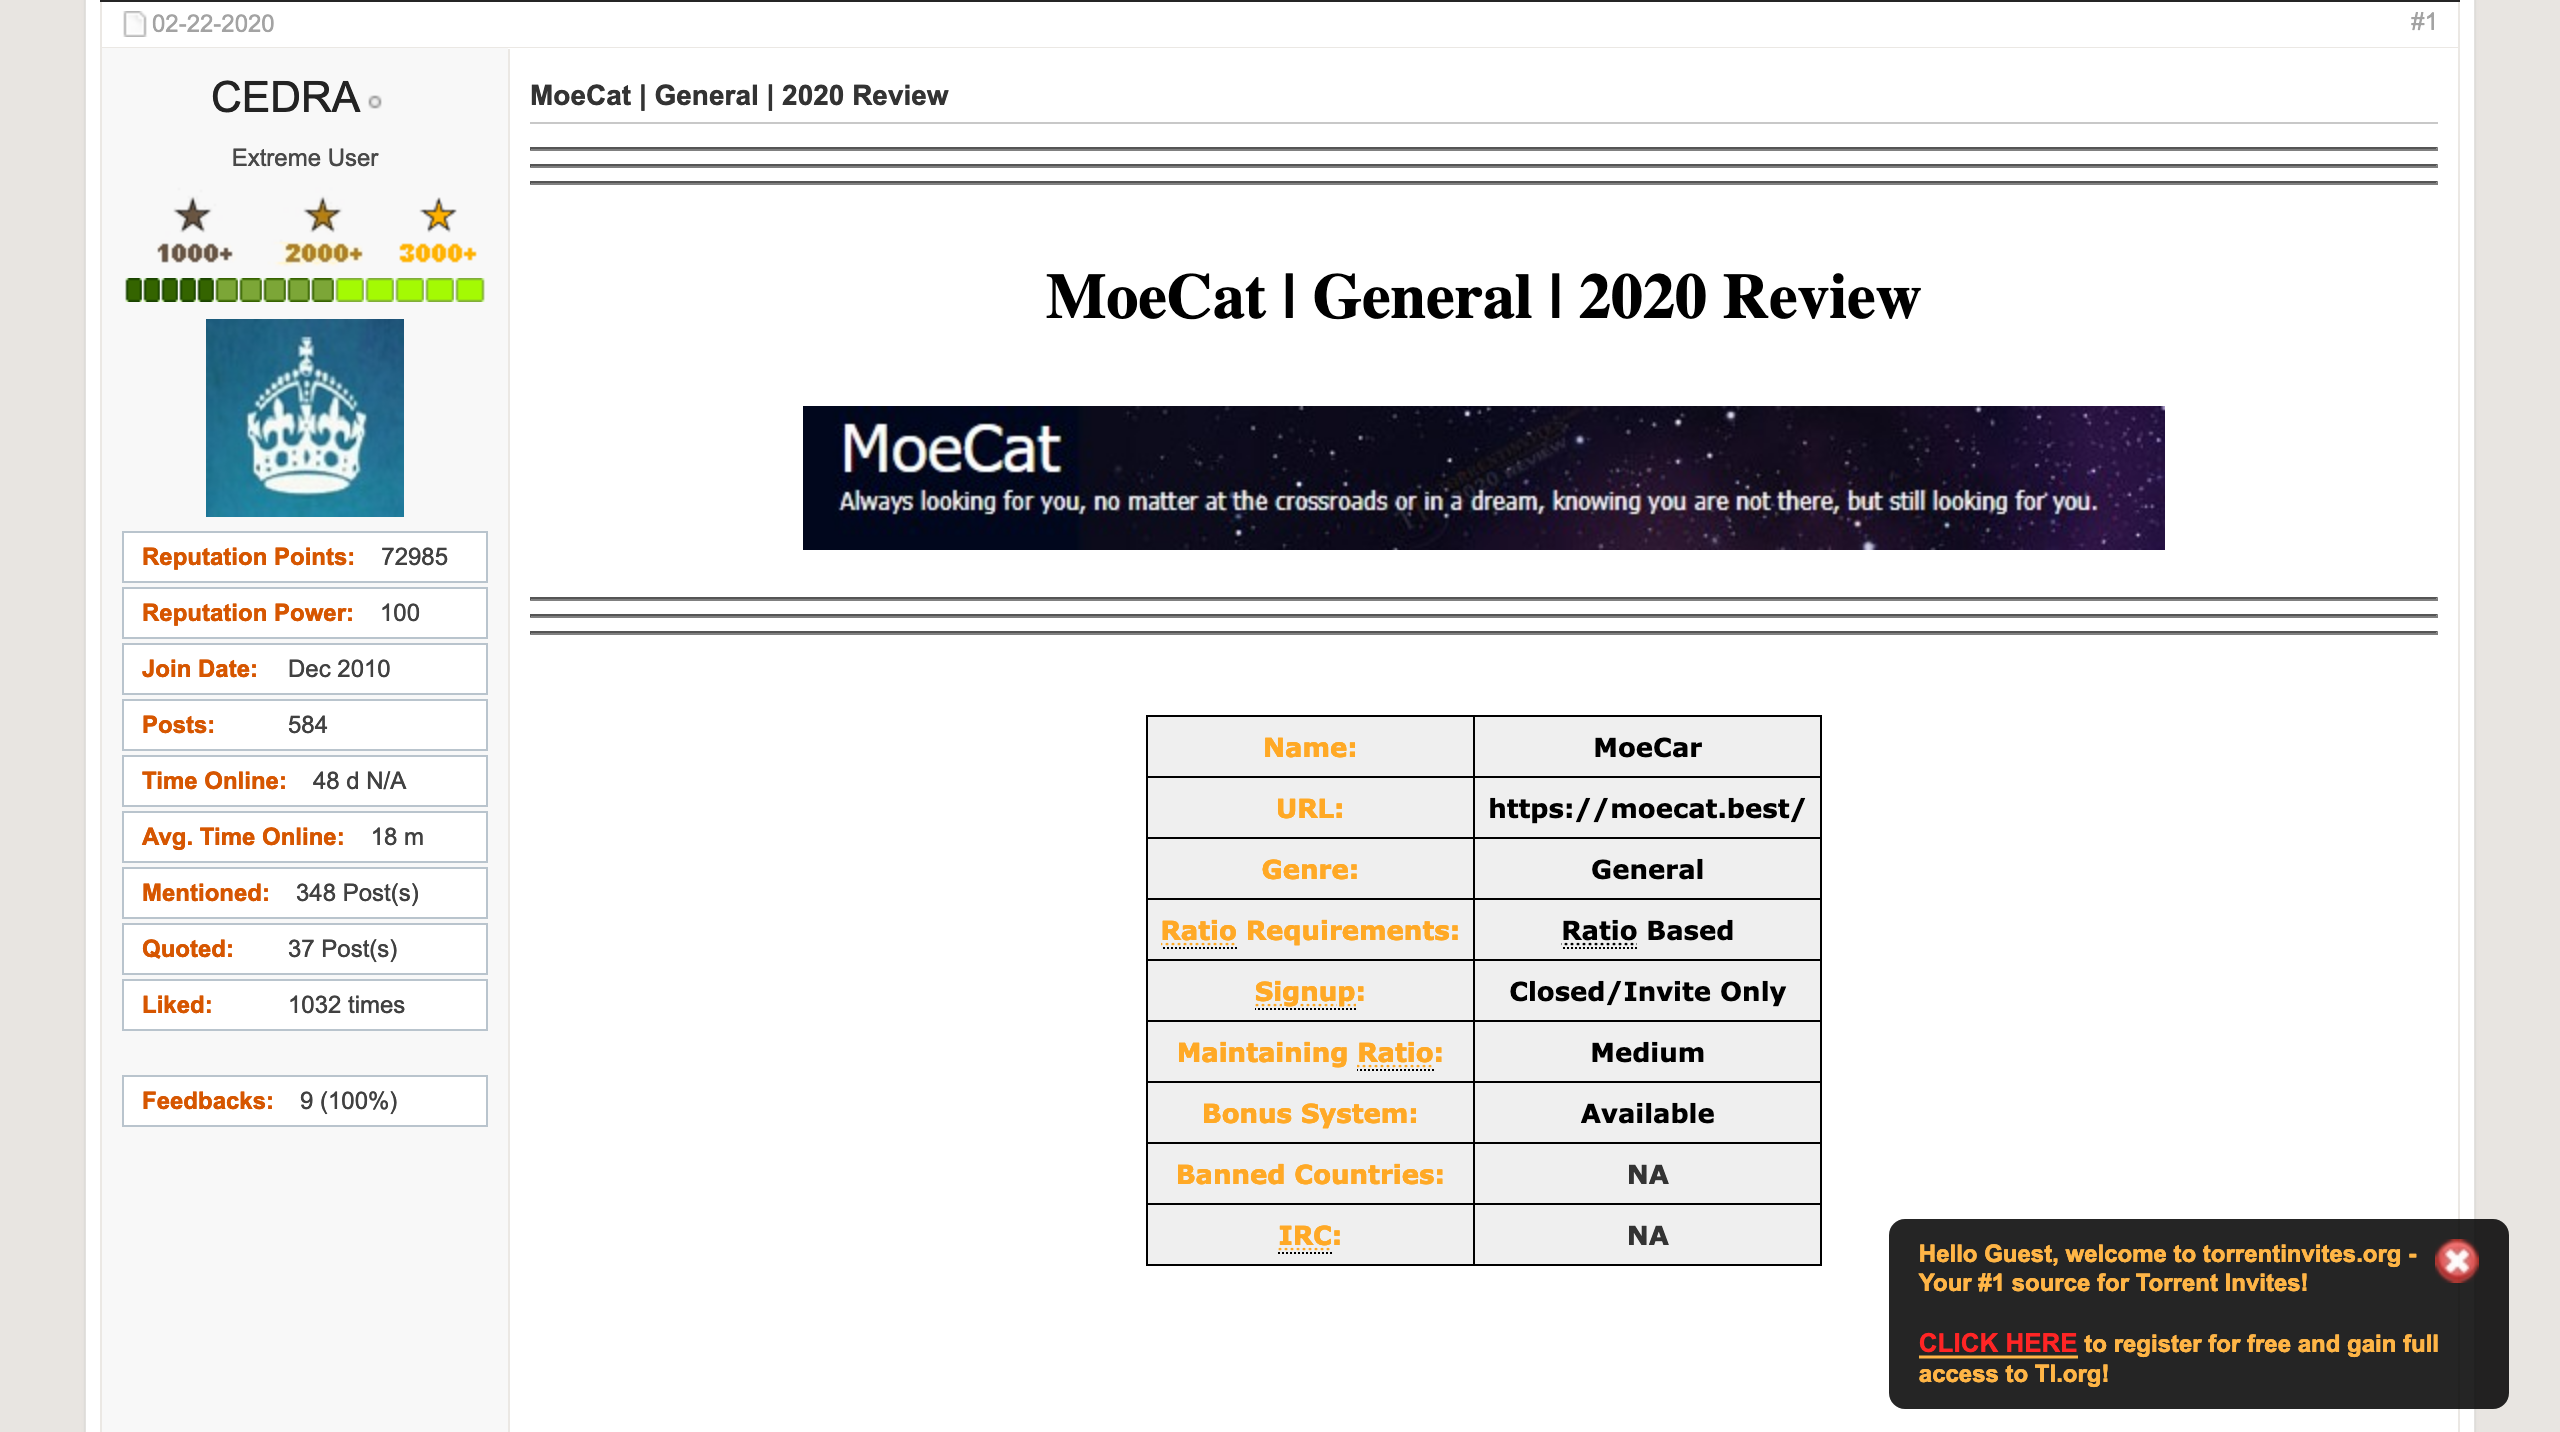 02-22-2020
#1
CEDRA
Extreme User
1000+ 2000+ 3000+
Reputation Points: 72985
Reputation Power: 100
Join Date: Dec 2010
Posts: 584
Time Online: 48 d N/A
Avg. Time Online: 18 m
Mentioned: 348 Post(s)
Quoted: 37 Post(s)
Liked: 1032 times
Feedbacks: 9 (100%)
MoeCat | General | 2020 Review
MoeCat | General | 2020 Review
MoeCat
Always looking for you, no matter at the crossroads or in a dream, knowing you are not there, but still looking for you.
Name: MoeCar
URL: https://moecat.best/
Genre: General
Ratio Requirements: Ratio Based
Signup: Closed/Invite Only
Maintaining Ratio: Medium
Bonus System: Available
Banned Countries: NA
IRC: NA
Hello Guest, welcome to torrentinvites.org -
Your #1 source for Torrent Invites!
CLICK HERE to register for free and gain full
access to TI.org!